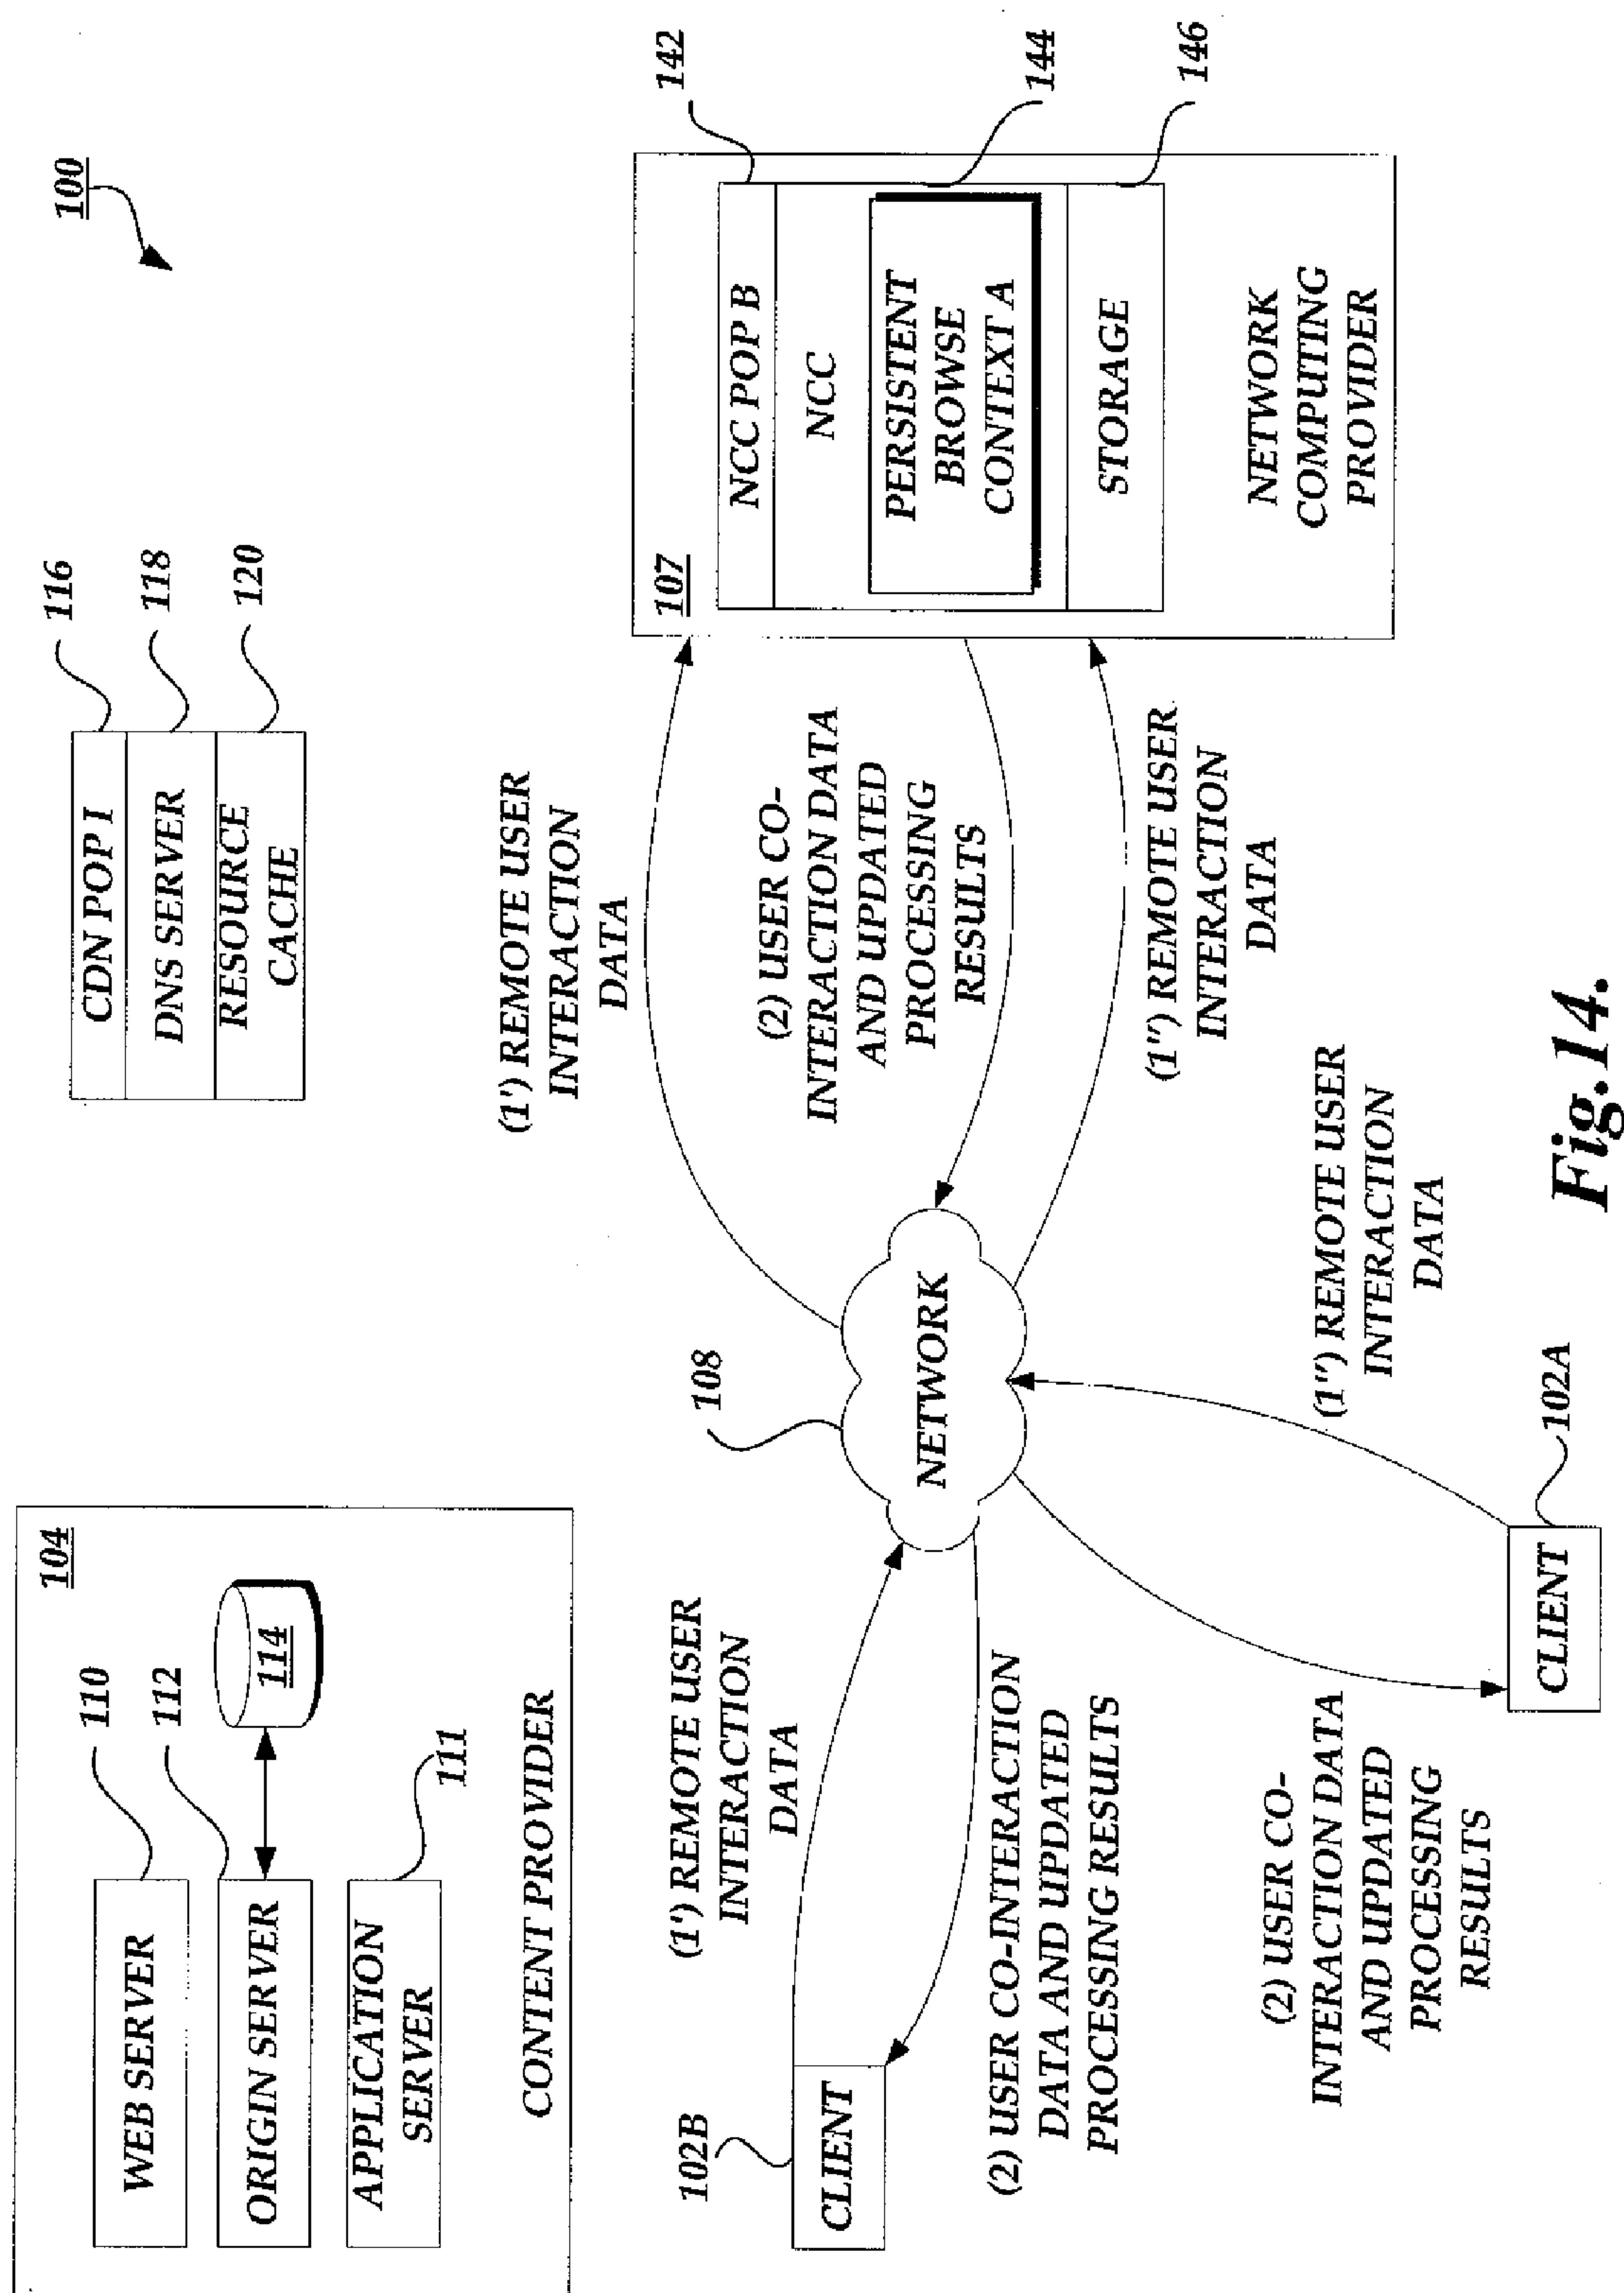 100
104
110
WEB SERVER
112
ORIGIN SERVER
114
APPLICATION
SERVER
111
CONTENT PROVIDER
CDN POP 1
116
DNS SERVER
118
RESOURCE
CACHE
120
(1') REMOTE USER
INTERACTION
DATA
107
NCC POP B
142
NCC
PERSISTENT
BROWSE
CONTEXT A
144
STORAGE
146
NETWORK
COMPUTING
PROVIDER
(2) USER CO-
INTERACTION DATA
AND UPDATED
PROCESSING
RESULTS
(1") REMOTE USER
INTERACTION
DATA
108
NETWORK
(1') REMOTE USER
INTERACTION
DATA
102B
CLIENT
(2) USER CO-INTERACTION
DATA AND UPDATED
PROCESSING RESULTS
(1") REMOTE USER
INTERACTION
DATA
(2) USER CO-
INTERACTION DATA
AND UPDATED
PROCESSING
RESULTS
CLIENT
102A
Fig.14.